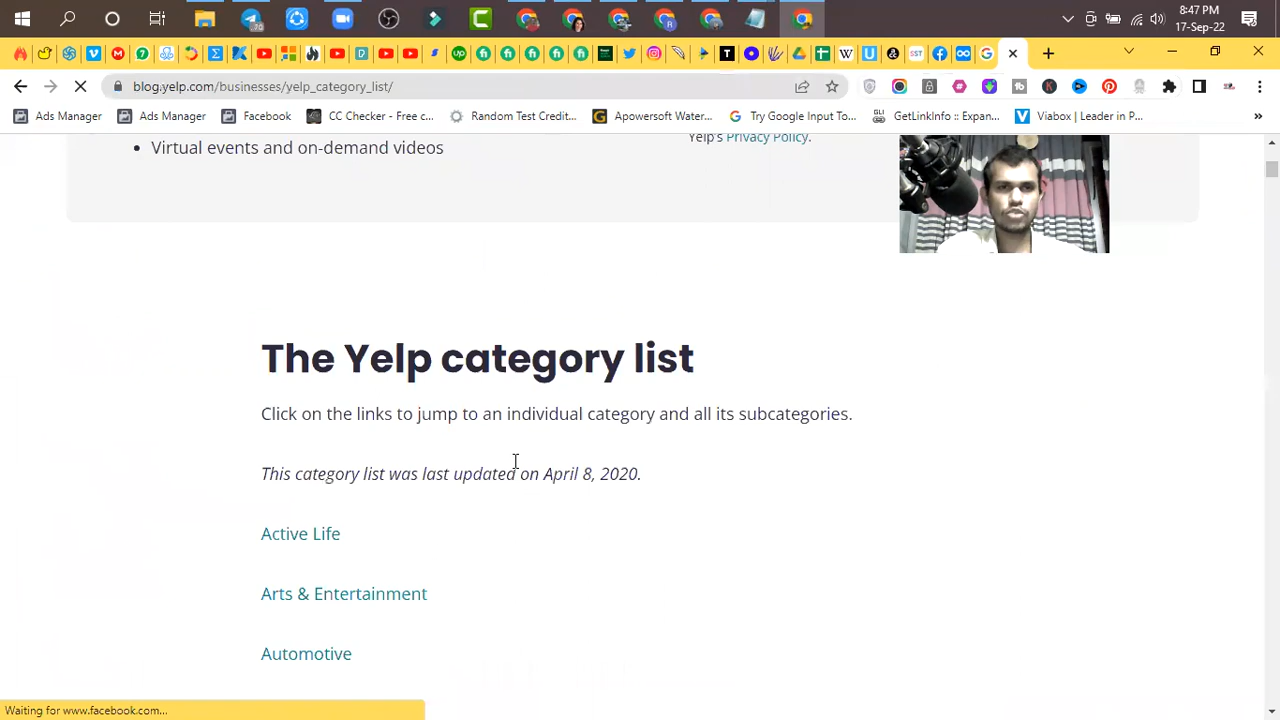 8:47 PM
17-Sep-22
70
blog.yelp.com/businesses/yelp_category_list/
Ads Manager
Ads Manager
Facebook
CC Checker - Free c...
Random Test Credit...
Apowersoft Water...
Try Google Input To...
GetLinkInfo :: Expan...
Viabox | Leader in P...
»
• Virtual events and on-demand videos
Yelp's Privacy Policy.
The Yelp category list
Click on the links to jump to an individual category and all its subcategories.
This category list was last updated on April 8, 2020.
Active Life
Arts & Entertainment
Automotive
Waiting for www.facebook.com...